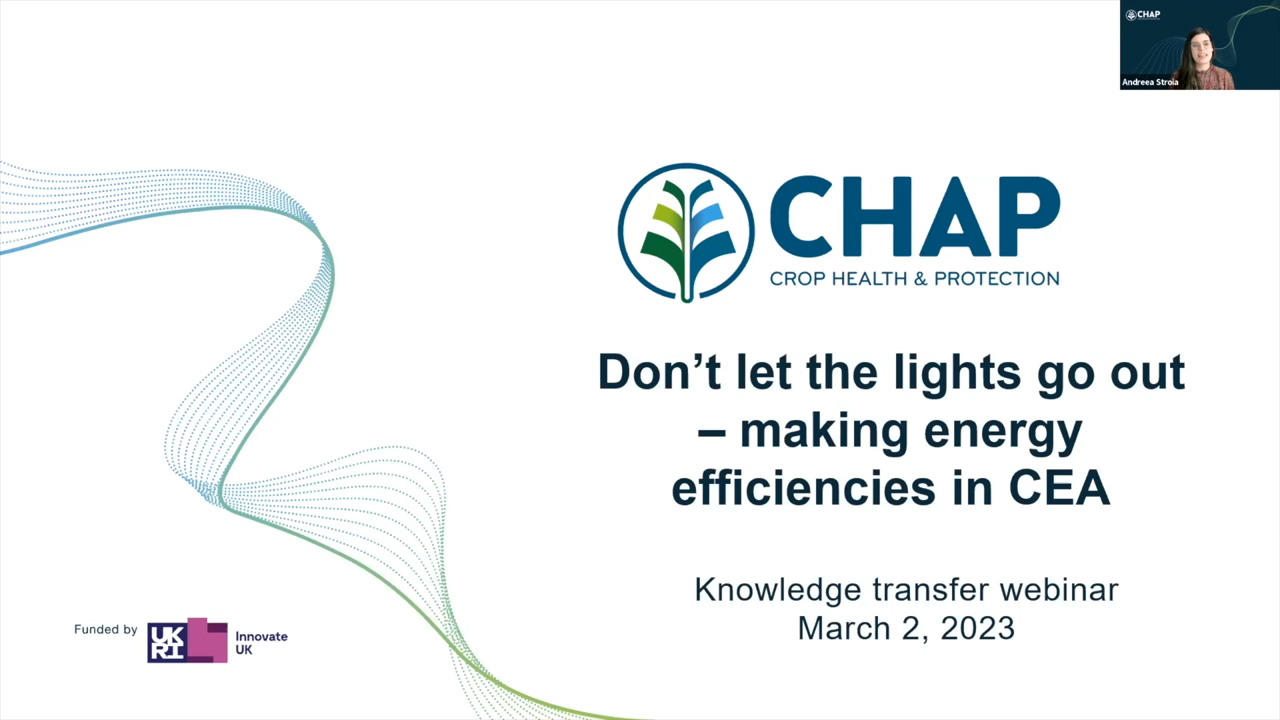 CHAP
Andreea Stroia
CHAP
CROP HEALTH & PROTECTION
Don’t let the lights go out
– making energy
efficiencies in CEA
Knowledge transfer webinar
March 2, 2023
Funded by
UK
RI
Innovate
UK